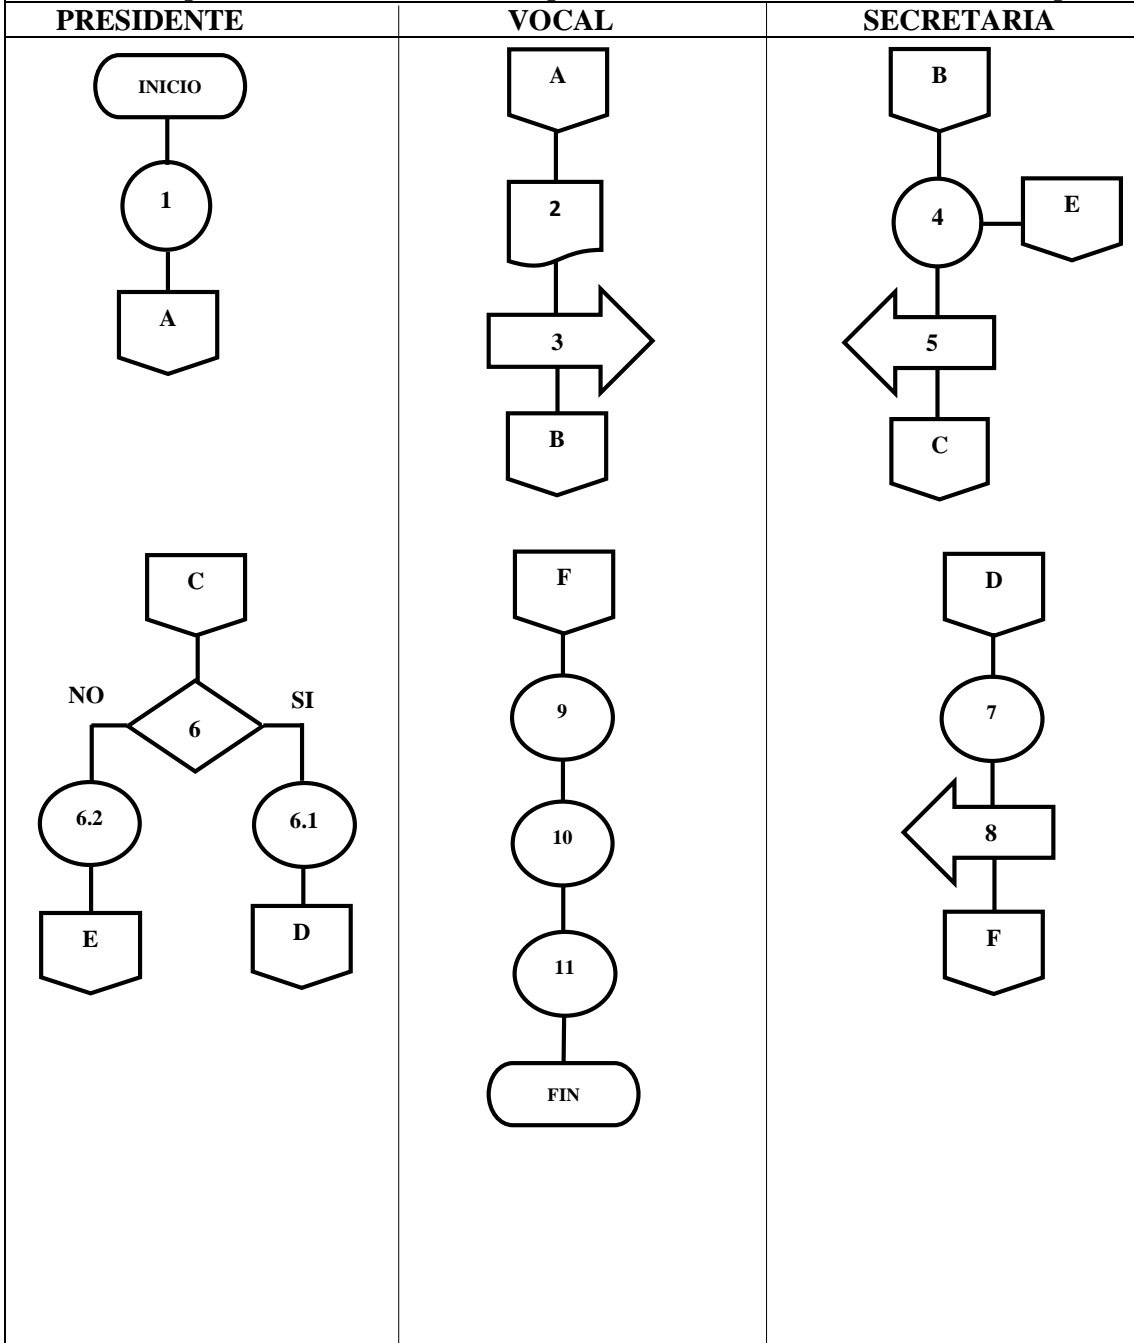 PRESIDENTE
VOCAL
SECRETARIA
INICIO
1
A
A
2
3
B
B
4
E
5
C
C
NO
SI
6
6.2
6.1
E
D
F
9
10
11
FIN
D
7
8
F